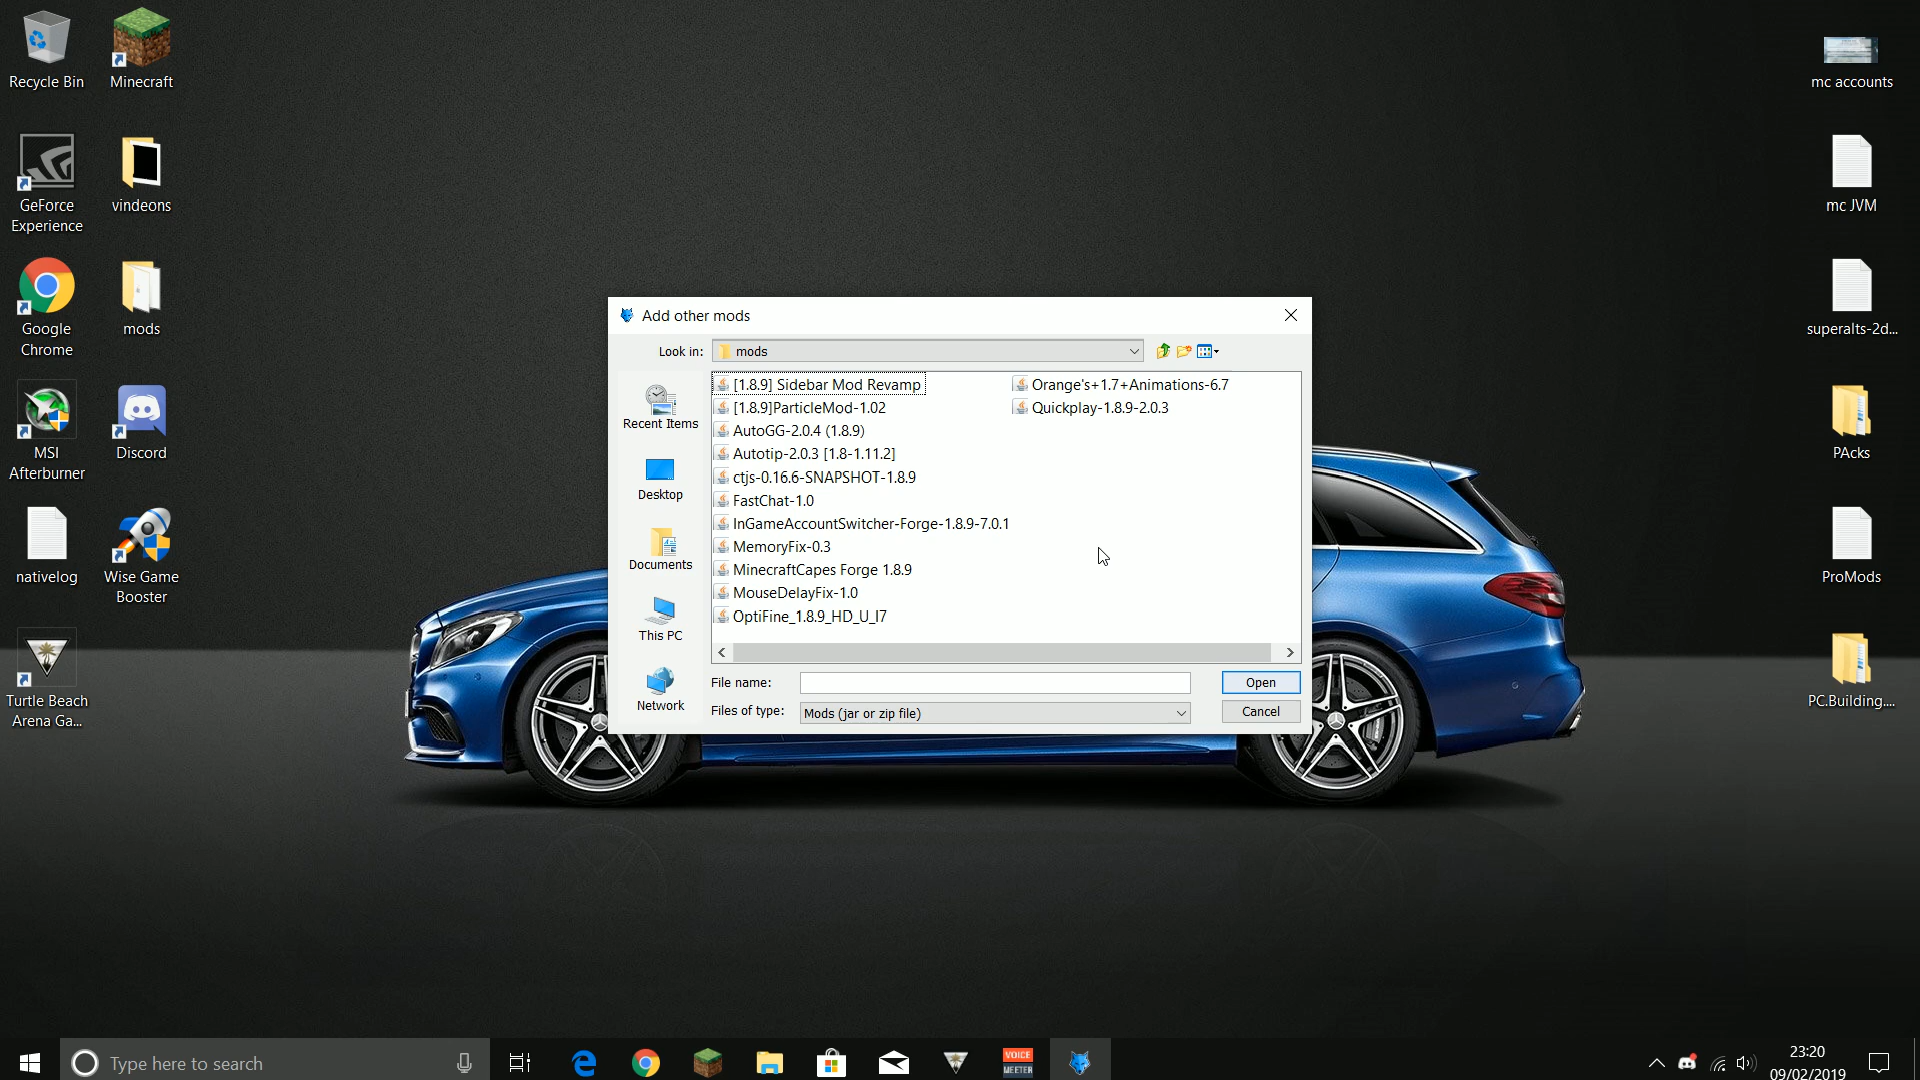 Recycle Bin
Minecraft
GeForce
Experience
vindeons
Google
Chrome
mods
MSI
Afterburner
Discord
nativelog
Wise Game
Booster
Turtle Beach
Arena Ga...
Add other mods
Look in:
mods
Recent Items
Desktop
Documents
This PC
Network
[1.8.9] Sidebar Mod Revamp
[1.8.9]ParticleMod-1.02
AutoGG-2.0.4 (1.8.9)
Autotip-2.0.3 [1.8-1.11.2]
ctjs-0.16.6-SNAPSHOT-1.8.9
FastChat-1.0
InGameAccountSwitcher-Forge-1.8.9-7.0.1
MemoryFix-0.3
MinecraftCapes Forge 1.8.9
MouseDelayFix-1.0
OptiFine_1.8.9_HD_U_I7
Orange's+1.7+Animations-6.7
Quickplay-1.8.9-2.0.3
File name:
Open
Files of type:
Mods (jar or zip file)
Cancel
mc accounts
mc JVM
superalts-2d...
PAcks
ProMods
PC.Building....
Type here to search
VOICE
MEETER
23:20
09/02/2019